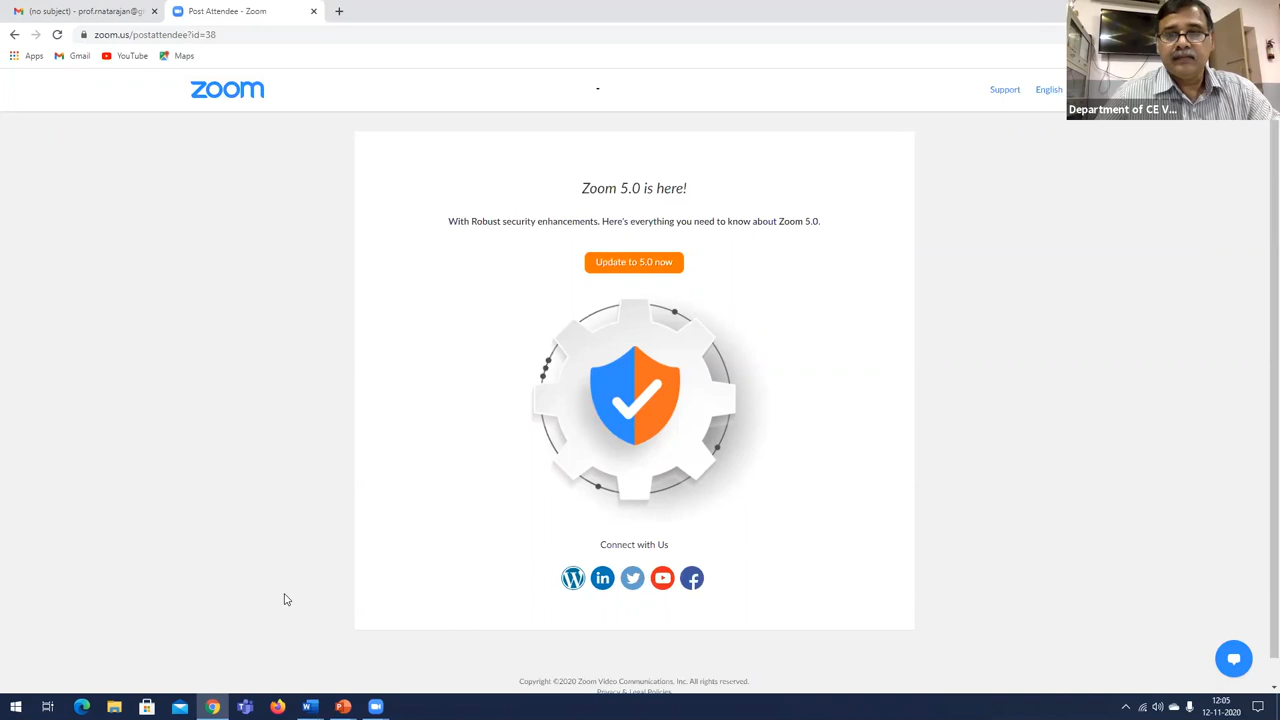 (no subject) - prof.rnatarajan@g
Post Attendee - Zoom
zoom.us/postattendee?id=38
Apps
Gmail
YouTube
Maps
zoom
Support
English
Department of CE V...
Zoom 5.0 is here!
With Robust security enhancements. Here's everything you need to know about Zoom 5.0.
Update to 5.0 now
Connect with Us
Copyright ©2020 Zoom Video Communications, Inc. All rights reserved.
Privacy & Legal Policies
12:05
12-11-2020